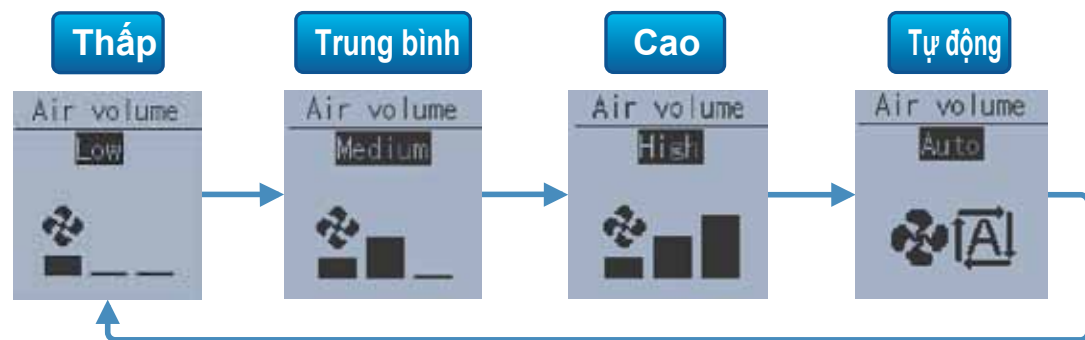 Thấp
Trung bình
Cao
Tự động
Air volume
Low
Air volume
Medium
Air volume
High
Air volume
Auto
A